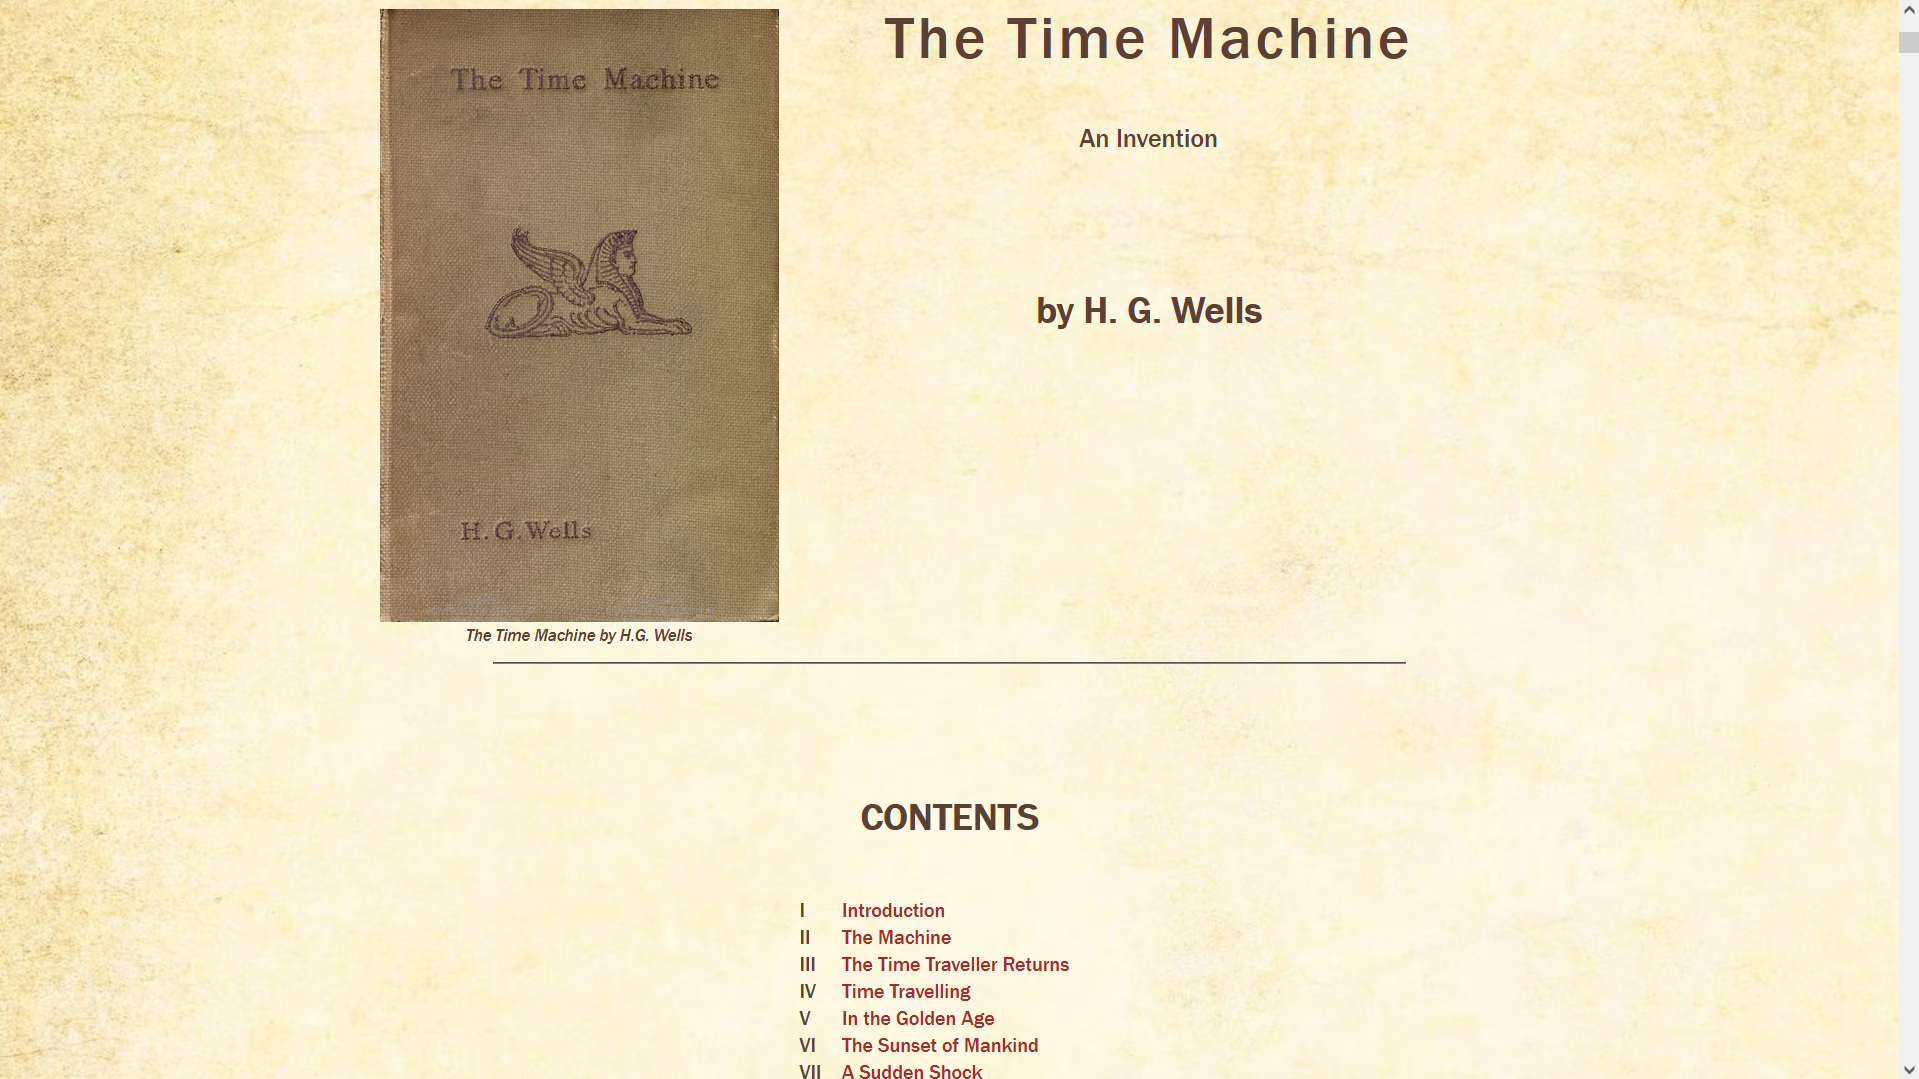 The Time Machine
H. G. Wells
The Time Machine by H.G. Wells
The Time Machine
An Invention
by H. G. Wells
CONTENTS
I Introduction
II The Machine
III The Time Traveller Returns
IV Time Travelling
V In the Golden Age
VI The Sunset of Mankind
VII A Sudden Shock